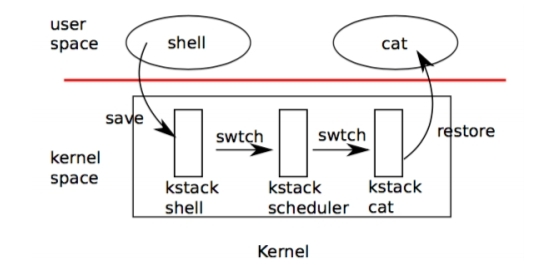 user
space
shell
cat
save
swtch
swtch
restore
kernel
space
kstack
shell
kstack
scheduler
kstack
cat
Kernel